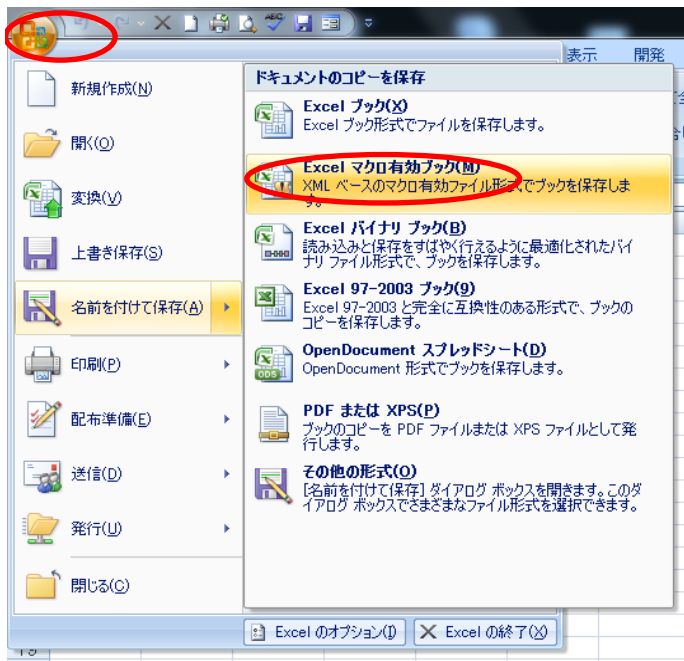 表示 開発
新規作成(N)
開く(O)
変換(V)
上書き保存(S)
名前を付けて保存(A)
印刷(P)
配布準備(E)
送信(D)
発行(U)
閉じる(C)
ドキュメントのコピーを保存
Excel ブック(X)
Excel ブック形式でファイルを保存します。
Excel マクロ有効ブック(M)
XML ベースのマクロ有効ファイル形式でブックを保存しま
す。
Excel バイナリ ブック(B)
読み込みと保存をすばやく行えるように最適化されたバイ
ナリ ファイル形式で、ブックを保存します。
Excel 97-2003 ブック(9)
Excel 97-2003 と完全に互換性のある形式で、ブックの
コピーを保存します。
OpenDocument スプレッドシート(D)
OpenDocument 形式でブックを保存します。
PDF または XPS(P)
ブックのコピーを PDF ファイルまたは XPS ファイルとして発
行します。
その他の形式(O)
[名前を付けて保存] ダイアログ ボックスを開きます。このダ
イアログ ボックスでさまざまなファイル形式を選択できます。
Excel のオプション(I) Excel の終了(X)